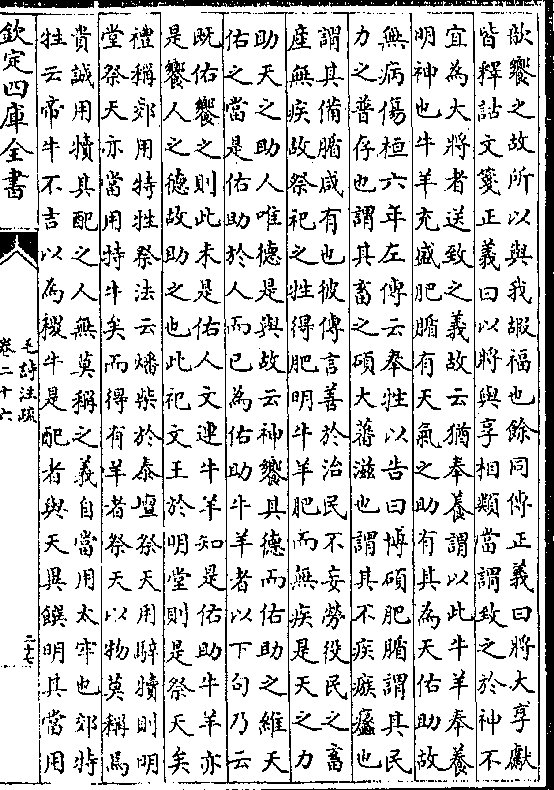 歆饗之故所以與我嘏福也餘同傳正義曰將大享獻
皆釋詁文箋正義曰以將與享相類當謂致之於神不
宜為大將者送致之義故云猶奉養謂以此牛羊奉養
明神也牛羊充盛肥腯有天氣之助有其為天佑助故
無病傷桓六年左傳云奉牲以告曰博碩肥腯謂其民
力之普存也謂其畜之碩大蕃滋也謂其不疾瘯蠡也
謂其備腯咸有也彼傳言善於治民不妄勞役民之畜
產無疾故祭祀之牲得肥明牛羊肥而無疾是天之力
助天之助人唯德是與故云神饗其德而佑助之維天
佑之當是佑助於人而已為佑助牛羊者以下句乃云
既佑饗之則此未是佑人文連牛羊知是佑助牛羊亦
是饗人之德故助之也此祀文王於明堂則是祭天矣
禮稱郊用特牲祭法云燔柴於泰壇祭天用騂犢則明
堂祭天亦當用特牛矣而得有羊者祭天以物莫稱焉
貴誠用犢其配之人無莫稱之義自當用太牢也郊特
牲云帝牛不吉以為稷牛是配者與天異饌明其當用
欽定四庫全書
毛詩注疏
卷二十六
二十七